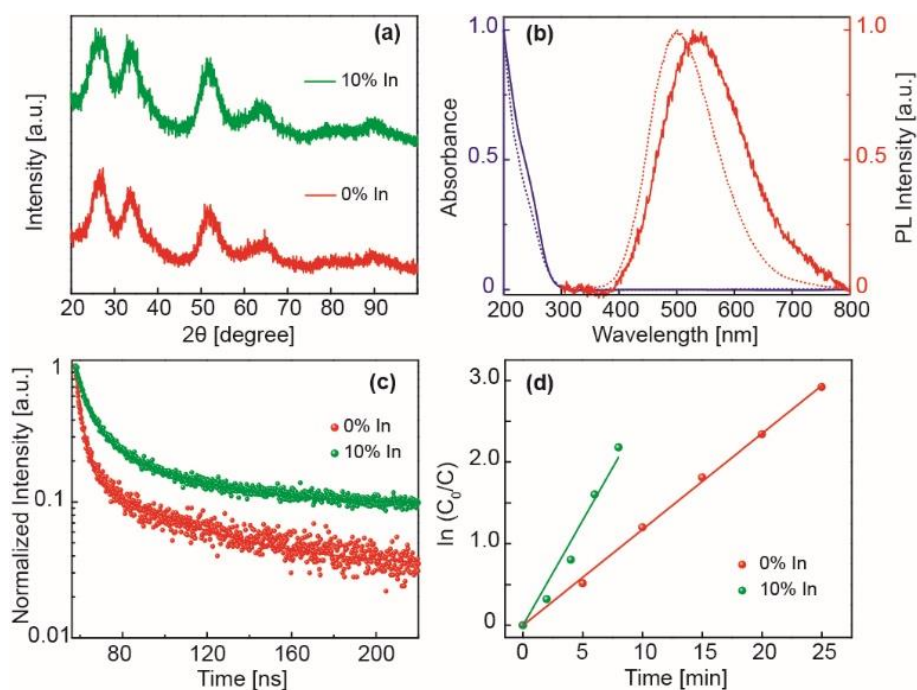 (a)
10% In
0% In
Intensity [a.u.]
20 30 40 50 60 70 80 90
2θ [degree]
(b)
1.0
0.5
0
Absorbance
1.0
0.5
0
PL Intensity [a.u.]
200 300 400 500 600 700 800
Wavelength [nm]
(c)
0% In
10% In
1
0.1
0.01
Normalized Intensity [a.u.]
80 120 160 200
Time [ns]
(d)
3.0
2.0
1.0
0
ln (C₀/C)
0% In
10% In
0 5 10 15 20 25
Time [min]